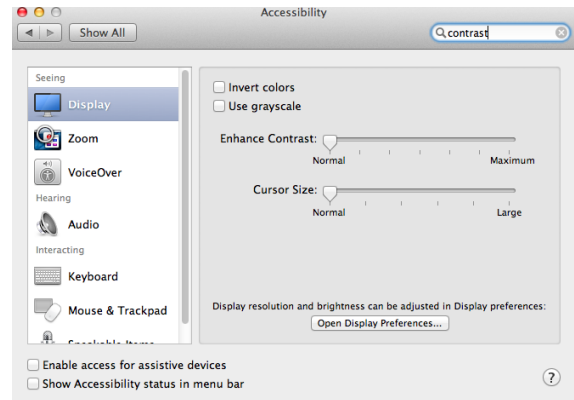 Accessibility
Show All
contrast
Seeing
Display
Zoom
VoiceOver
Hearing
Audio
Interacting
Keyboard
Mouse & Trackpad
Invert colors
Use grayscale
Enhance Contrast:
Normal Maximum
Cursor Size:
Normal Large
Display resolution and brightness can be adjusted in Display preferences:
Open Display Preferences...
Enable access for assistive devices
Show Accessibility status in menu bar
?